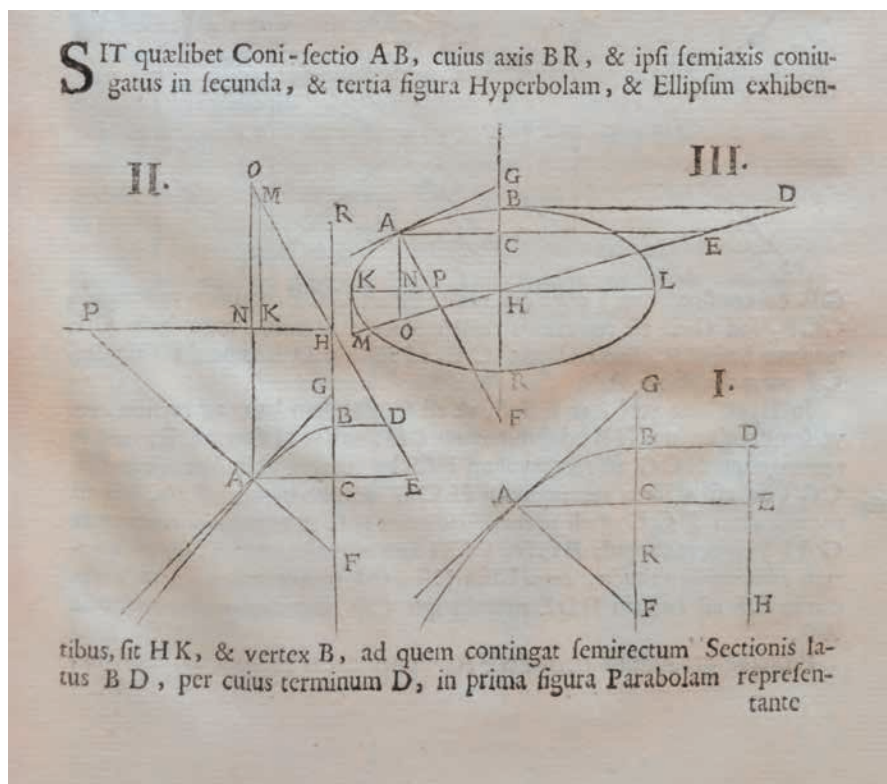 SIT quælibet Coni-ſectio AB, cuius axis BR, & ipſi ſemiaxis coniu-
gatus in ſecunda, & tertia figura Hyperbolam, & Ellipſim exhiben-
II.
O
M
R
P
N
K
H
G
B
D
A
C
E
F
III.
G
B
D
A
C
E
K
N
P
L
H
M
O
R
F
I.
G
B
D
A
C
E
R
F
H
tibus, ſit HK, & vertex B, ad quem contingat ſemirectum Sectionis la-
tus BD, per cuius terminum D, in prima figura Parabolam repreſen-
tante